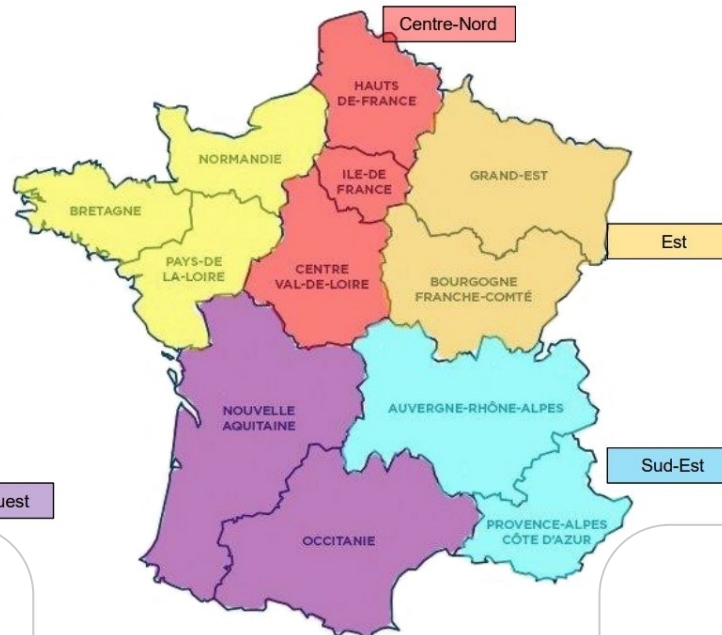 Centre-Nord
HAUTS
DE-FRANCE
NORMANDIE
ILE-DE
FRANCE
GRAND-EST
BRETAGNE
PAYS-DE
LA-LOIRE
CENTRE
VAL-DE-LOIRE
Est
BOURGOGNE
FRANCHE-COMTÉ
NOUVELLE
AQUITAINE
AUVERGNE-RHÔNE-ALPES
Sud-Est
uest
OCCITANIE
PROVENCE-ALPES
CÔTE D'AZUR